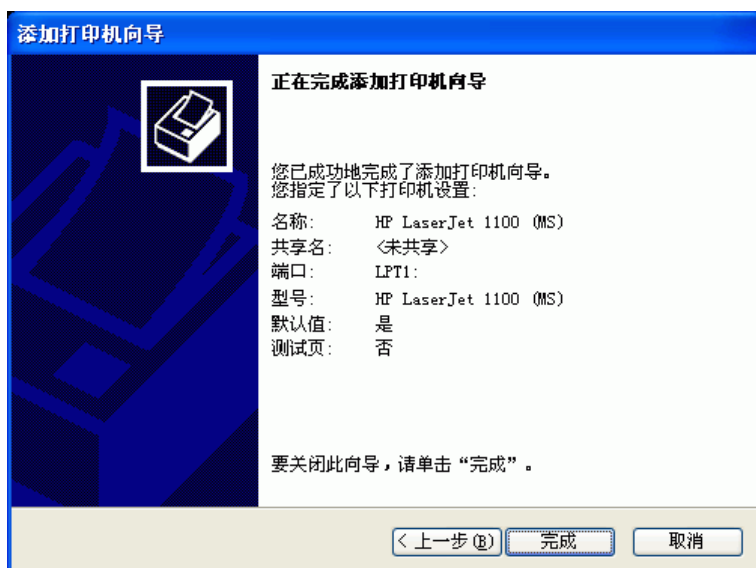 添加打印机向导
正在完成添加打印机向导
您已成功地完成了添加打印机向导。
您指定了以下打印机设置:
名称: HP LaserJet 1100 (MS)
共享名: <未共享>
端口: LPT1:
型号: HP LaserJet 1100 (MS)
默认值: 是
测试页: 否
要关闭此向导,请单击“完成”。
< 上一步(B) 完成 取消